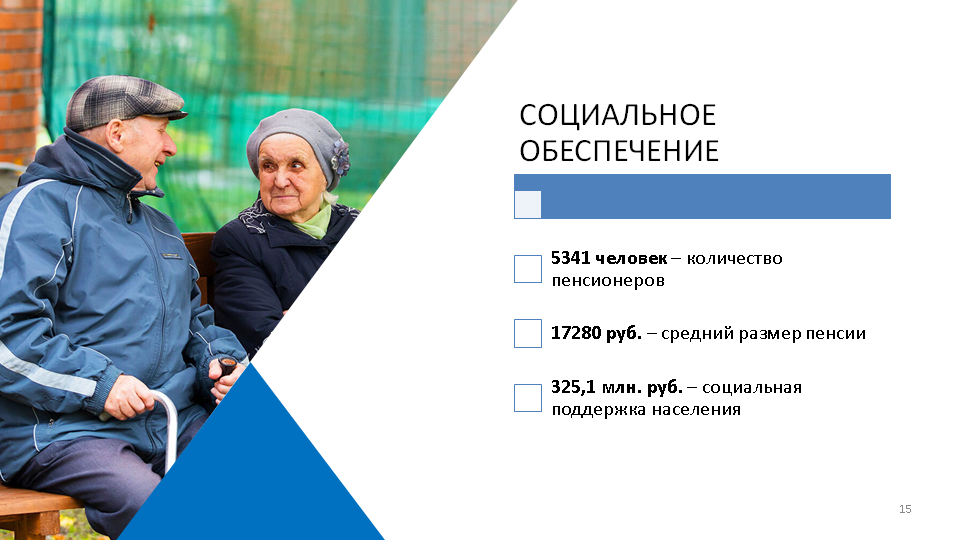 СОЦИАЛЬНОЕ
ОБЕСПЕЧЕНИЕ
5341 человек – количество
пенсионеров
17280 руб. – средний размер пенсии
325,1 млн. руб. – социальная
поддержка населения
15